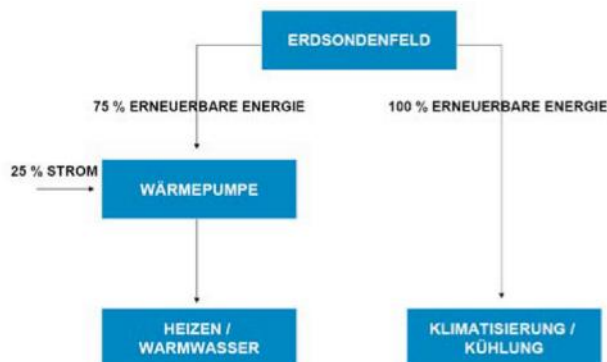 ERDSONDENFELD
75 % ERNEUERBARE ENERGIE
100 % ERNEUERBARE ENERGIE
25 % STROM
WÄRMEPUMPE
HEIZEN /
WARMWASSER
KLIMATISIERUNG /
KÜHLUNG